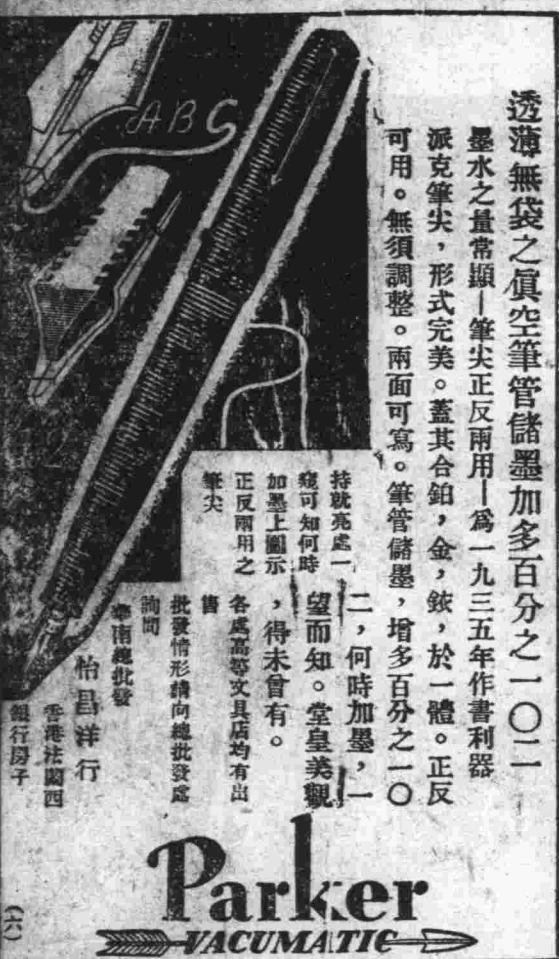 透薄無袋之眞空筆管儲墨加多百分之一〇二
墨水之量常顯—筆尖正反兩用—爲一九三五年作書利器
派克筆尖，形式完美。蓋其合鉑，金，銥，於一體。正反
可用。無須調整。兩面可寫。筆管儲墨，增多百分之一〇
二，何時加墨，一
望而知。堂皇美觀
，得未曾有。
持就亮處一
窺可知何時
加墨上圖示
正反兩用之
筆尖
各處高等文具店均有出
售
批發情形請向總批發處
詢問
華南總批發
怡昌洋行
香港法蘭西
銀行房子
ABC
Parker
VACUMATIC
(六)